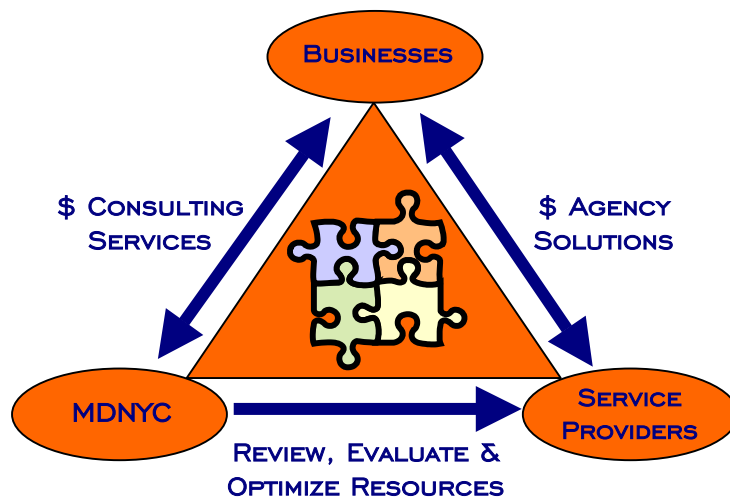 BUSINESSES
$ CONSULTING
SERVICES
$ AGENCY
SOLUTIONS
MDNYC
SERVICE
PROVIDERS
REVIEW, EVALUATE &
OPTIMIZE RESOURCES